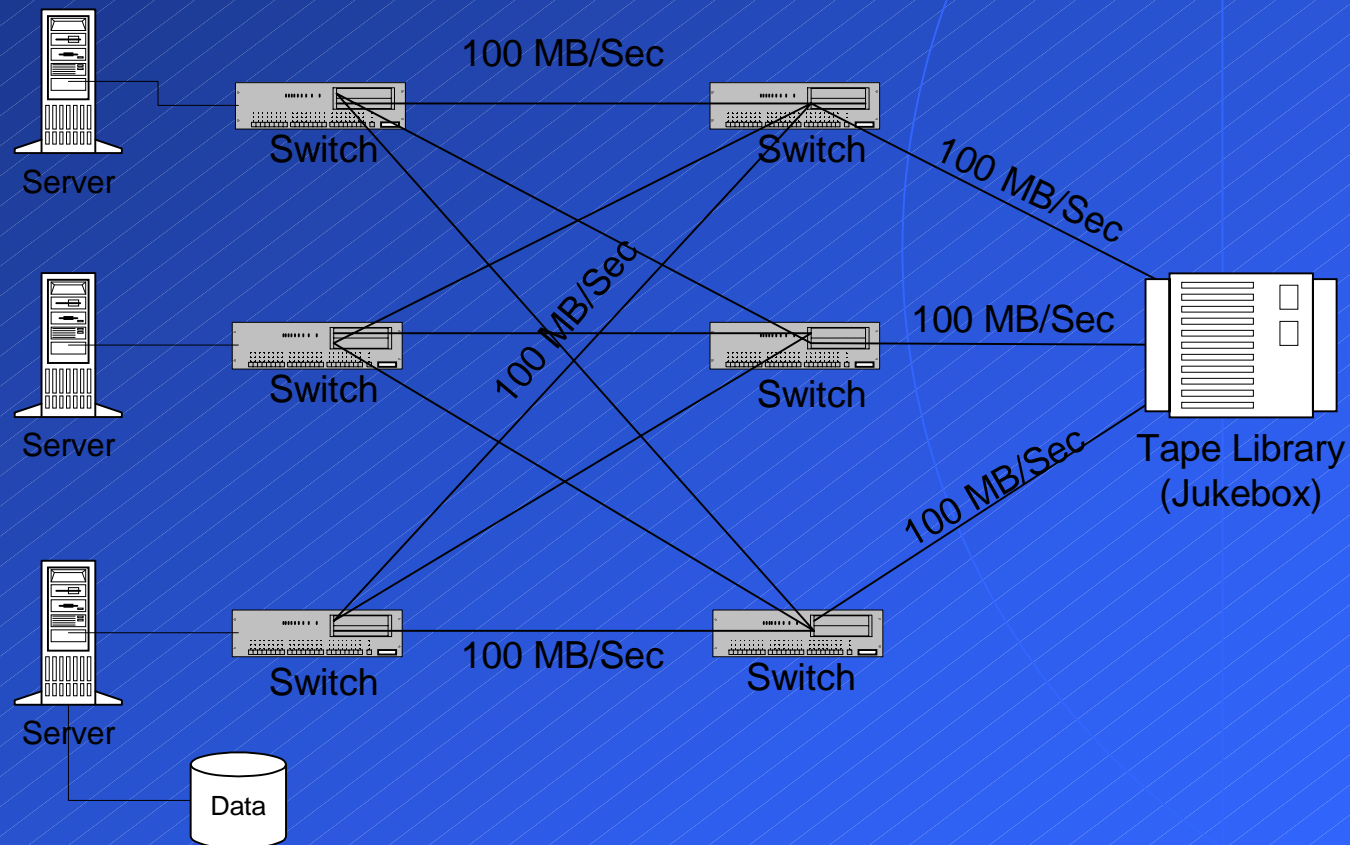 100 MB/Sec
Switch
Switch
Server
100 MB/Sec
100 MB/Sec
100 MB/Sec
Switch
Switch
Server
Tape Library
(Jukebox)
100 MB/Sec
100 MB/Sec
Switch
Switch
Server
Data